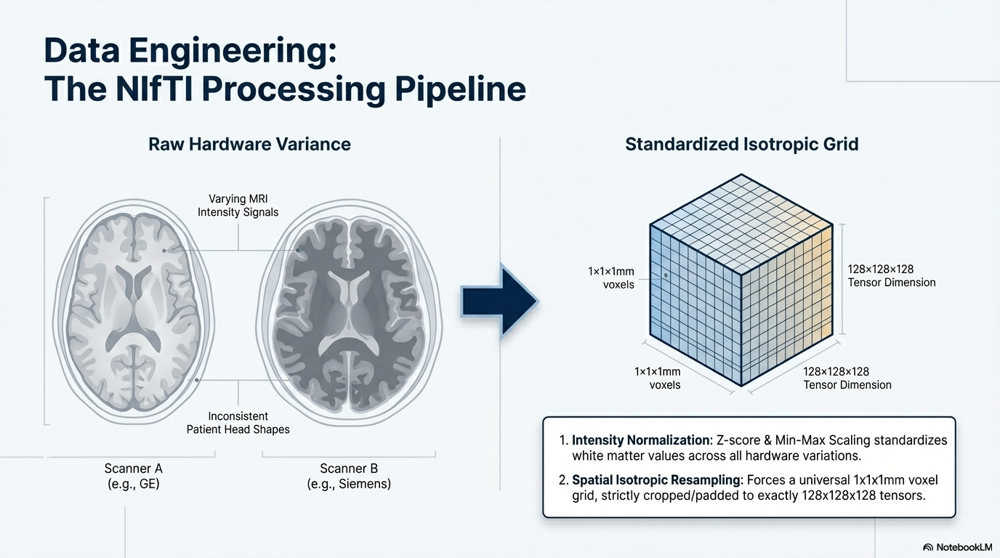 Data Engineering:
The NIfTI Processing Pipeline
Raw Hardware Variance
Varying MRI
Intensity Signals
Inconsistent
Patient Head Shapes
Scanner A
(e.g., GE)
Scanner B
(e.g., Siemens)
Standardized Isotropic Grid
1×1×1mm
voxels
128×128×128
Tensor Dimension
1×1×1mm
voxels
128×128×128
Tensor Dimension
1. Intensity Normalization: Z-score & Min-Max Scaling standardizes
white matter values across all hardware variations.
2. Spatial Isotropic Resampling: Forces a universal 1x1x1mm voxel
grid, strictly cropped/padded to exactly 128x128x128 tensors.
NotebookLM